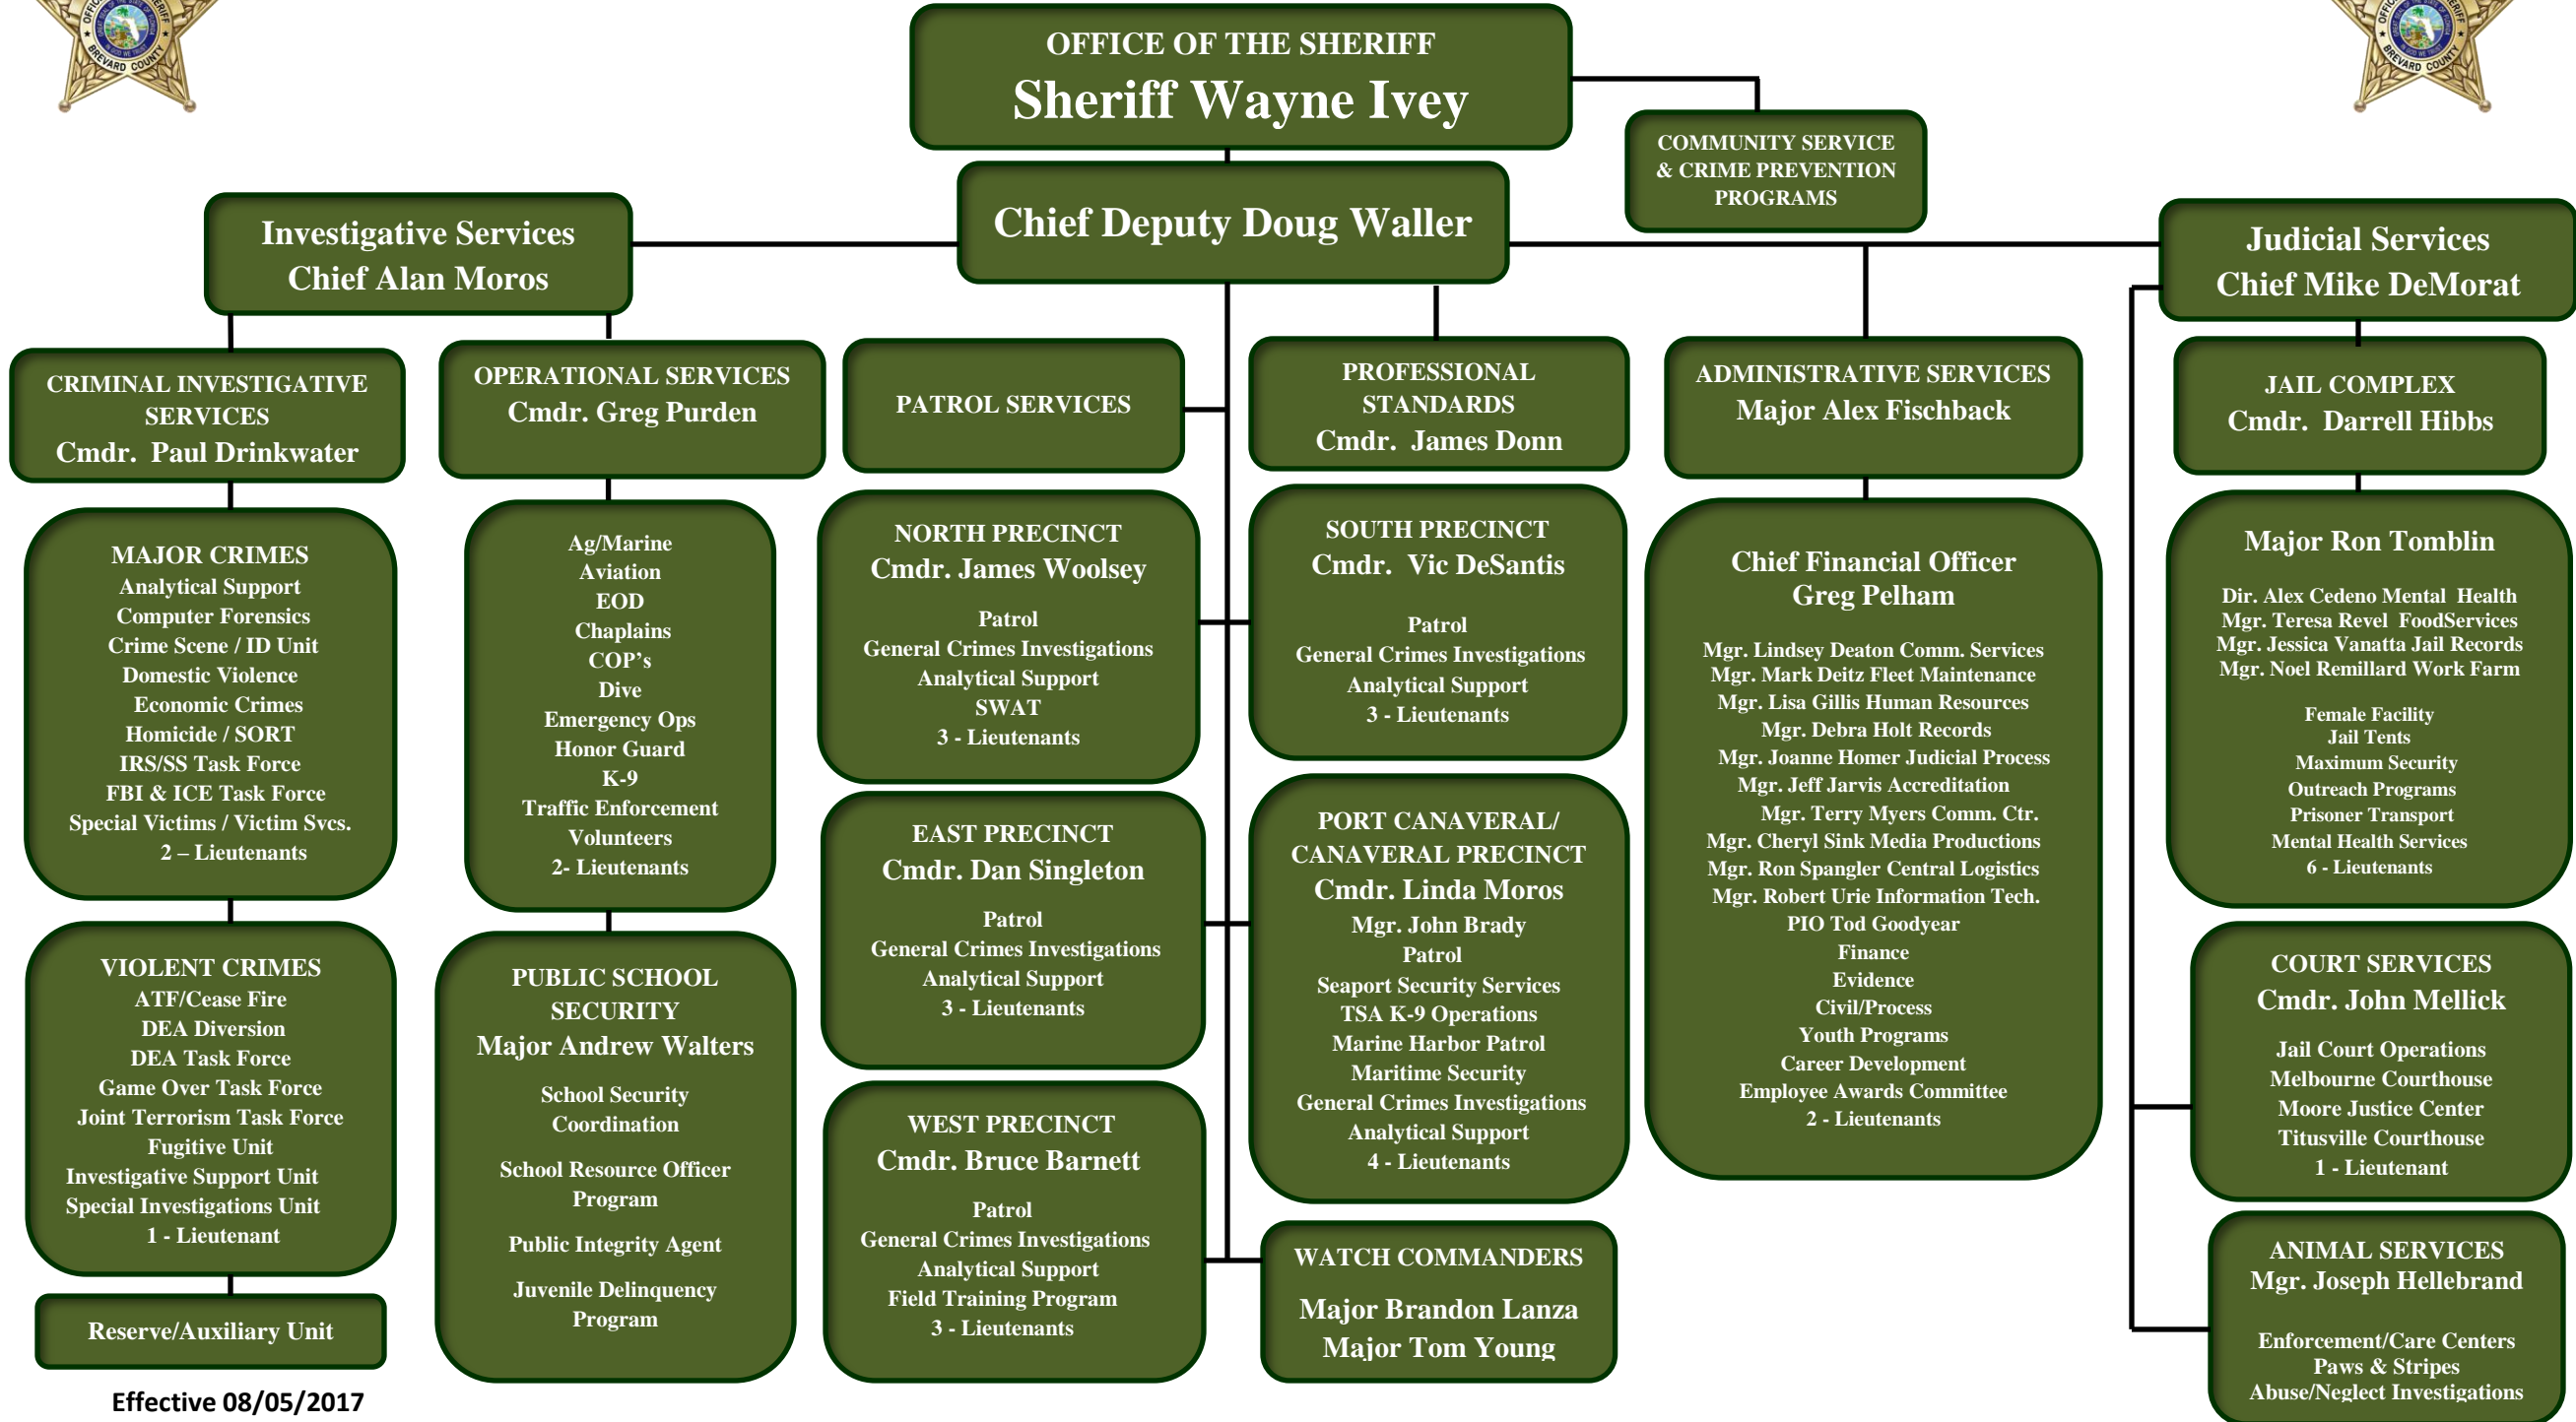 OFFICE OF THE SHERIFF
Sheriff Wayne Ivey
BREVARD COUNTY
BREVARD COUNTY
COMMUNITY SERVICE
& CRIME PREVENTION
PROGRAMS
Chief Deputy Doug Waller
Investigative Services
Chief Alan Moros
Judicial Services
Chief Mike DeMorat
CRIMINAL INVESTIGATIVE
SERVICES
Cmdr. Paul Drinkwater
OPERATIONAL SERVICES
Cmdr. Greg Purden
PATROL SERVICES
PROFESSIONAL
STANDARDS
Cmdr. James Donn
ADMINISTRATIVE SERVICES
Major Alex Fischback
JAIL COMPLEX
Cmdr. Darrell Hibbs
MAJOR CRIMES
Analytical Support
Computer Forensics
Crime Scene / ID Unit
Domestic Violence
Economic Crimes
Homicide / SORT
IRS/SS Task Force
FBI & ICE Task Force
Special Victims / Victim Svcs.
2 – Lieutenants
VIOLENT CRIMES
ATF/Cease Fire
DEA Diversion
DEA Task Force
Game Over Task Force
Joint Terrorism Task Force
Fugitive Unit
Investigative Support Unit
Special Investigations Unit
1 - Lieutenant
Reserve/Auxiliary Unit
Ag/Marine
Aviation
EOD
Chaplains
COP’s
Dive
Emergency Ops
Honor Guard
K-9
Traffic Enforcement
Volunteers
2- Lieutenants
PUBLIC SCHOOL
SECURITY
Major Andrew Walters
School Security
Coordination
School Resource Officer
Program
Public Integrity Agent
Juvenile Delinquency
Program
NORTH PRECINCT
Cmdr. James Woolsey
Patrol
General Crimes Investigations
Analytical Support
SWAT
3 - Lieutenants
EAST PRECINCT
Cmdr. Dan Singleton
Patrol
General Crimes Investigations
Analytical Support
3 - Lieutenants
WEST PRECINCT
Cmdr. Bruce Barnett
Patrol
General Crimes Investigations
Analytical Support
Field Training Program
3 - Lieutenants
SOUTH PRECINCT
Cmdr. Vic DeSantis
Patrol
General Crimes Investigations
Analytical Support
3 - Lieutenants
PORT CANAVERAL/
CANAVERAL PRECINCT
Cmdr. Linda Moros
Mgr. John Brady
Patrol
Seaport Security Services
TSA K-9 Operations
Marine Harbor Patrol
Maritime Security
General Crimes Investigations
Analytical Support
4 - Lieutenants
WATCH COMMANDERS
Major Brandon Lanza
Major Tom Young
Chief Financial Officer
Greg Pelham
Mgr. Lindsey Deaton Comm. Services
Mgr. Mark Deitz Fleet Maintenance
Mgr. Lisa Gillis Human Resources
Mgr. Debra Holt Records
Mgr. Joanne Homer Judicial Process
Mgr. Jeff Jarvis Accreditation
Mgr. Terry Myers Comm. Ctr.
Mgr. Cheryl Sink Media Productions
Mgr. Ron Spangler Central Logistics
Mgr. Robert Urie Information Tech.
PIO Tod Goodyear
Finance
Evidence
Civil/Process
Youth Programs
Career Development
Employee Awards Committee
2 - Lieutenants
Major Ron Tomblin
Dir. Alex Cedeno Mental Health
Mgr. Teresa Revel FoodServices
Mgr. Jessica Vanatta Jail Records
Mgr. Noel Remillard Work Farm
Female Facility
Jail Tents
Maximum Security
Outreach Programs
Prisoner Transport
Mental Health Services
6 - Lieutenants
COURT SERVICES
Cmdr. John Mellick
Jail Court Operations
Melbourne Courthouse
Moore Justice Center
Titusville Courthouse
1 - Lieutenant
ANIMAL SERVICES
Mgr. Joseph Hellebrand
Enforcement/Care Centers
Paws & Stripes
Abuse/Neglect Investigations
Effective 08/05/2017